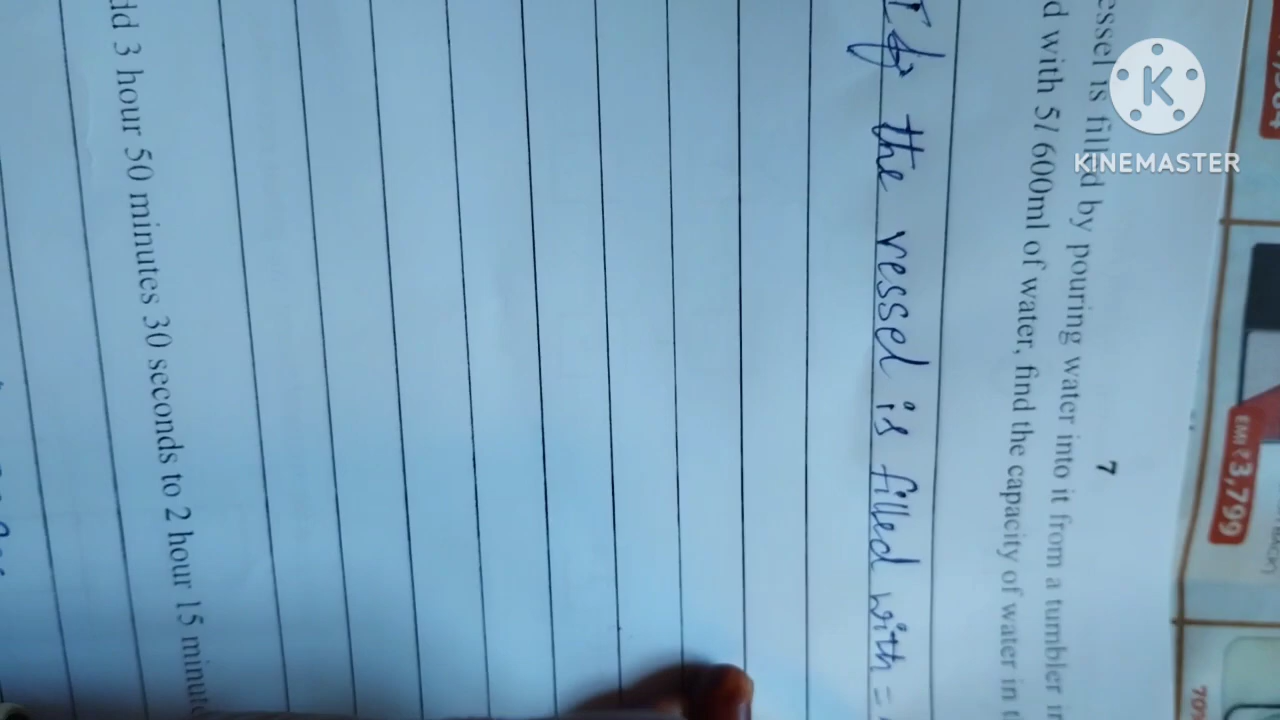 7
essel is filled by pouring water into it from a tumbler
d with 5l 600ml of water, find the capacity of water in
If the vessel is filled with =
dd 3 hour 50 minutes 30 seconds to 2 hour 15 minute
KINEMASTER
EMI ₹3,799